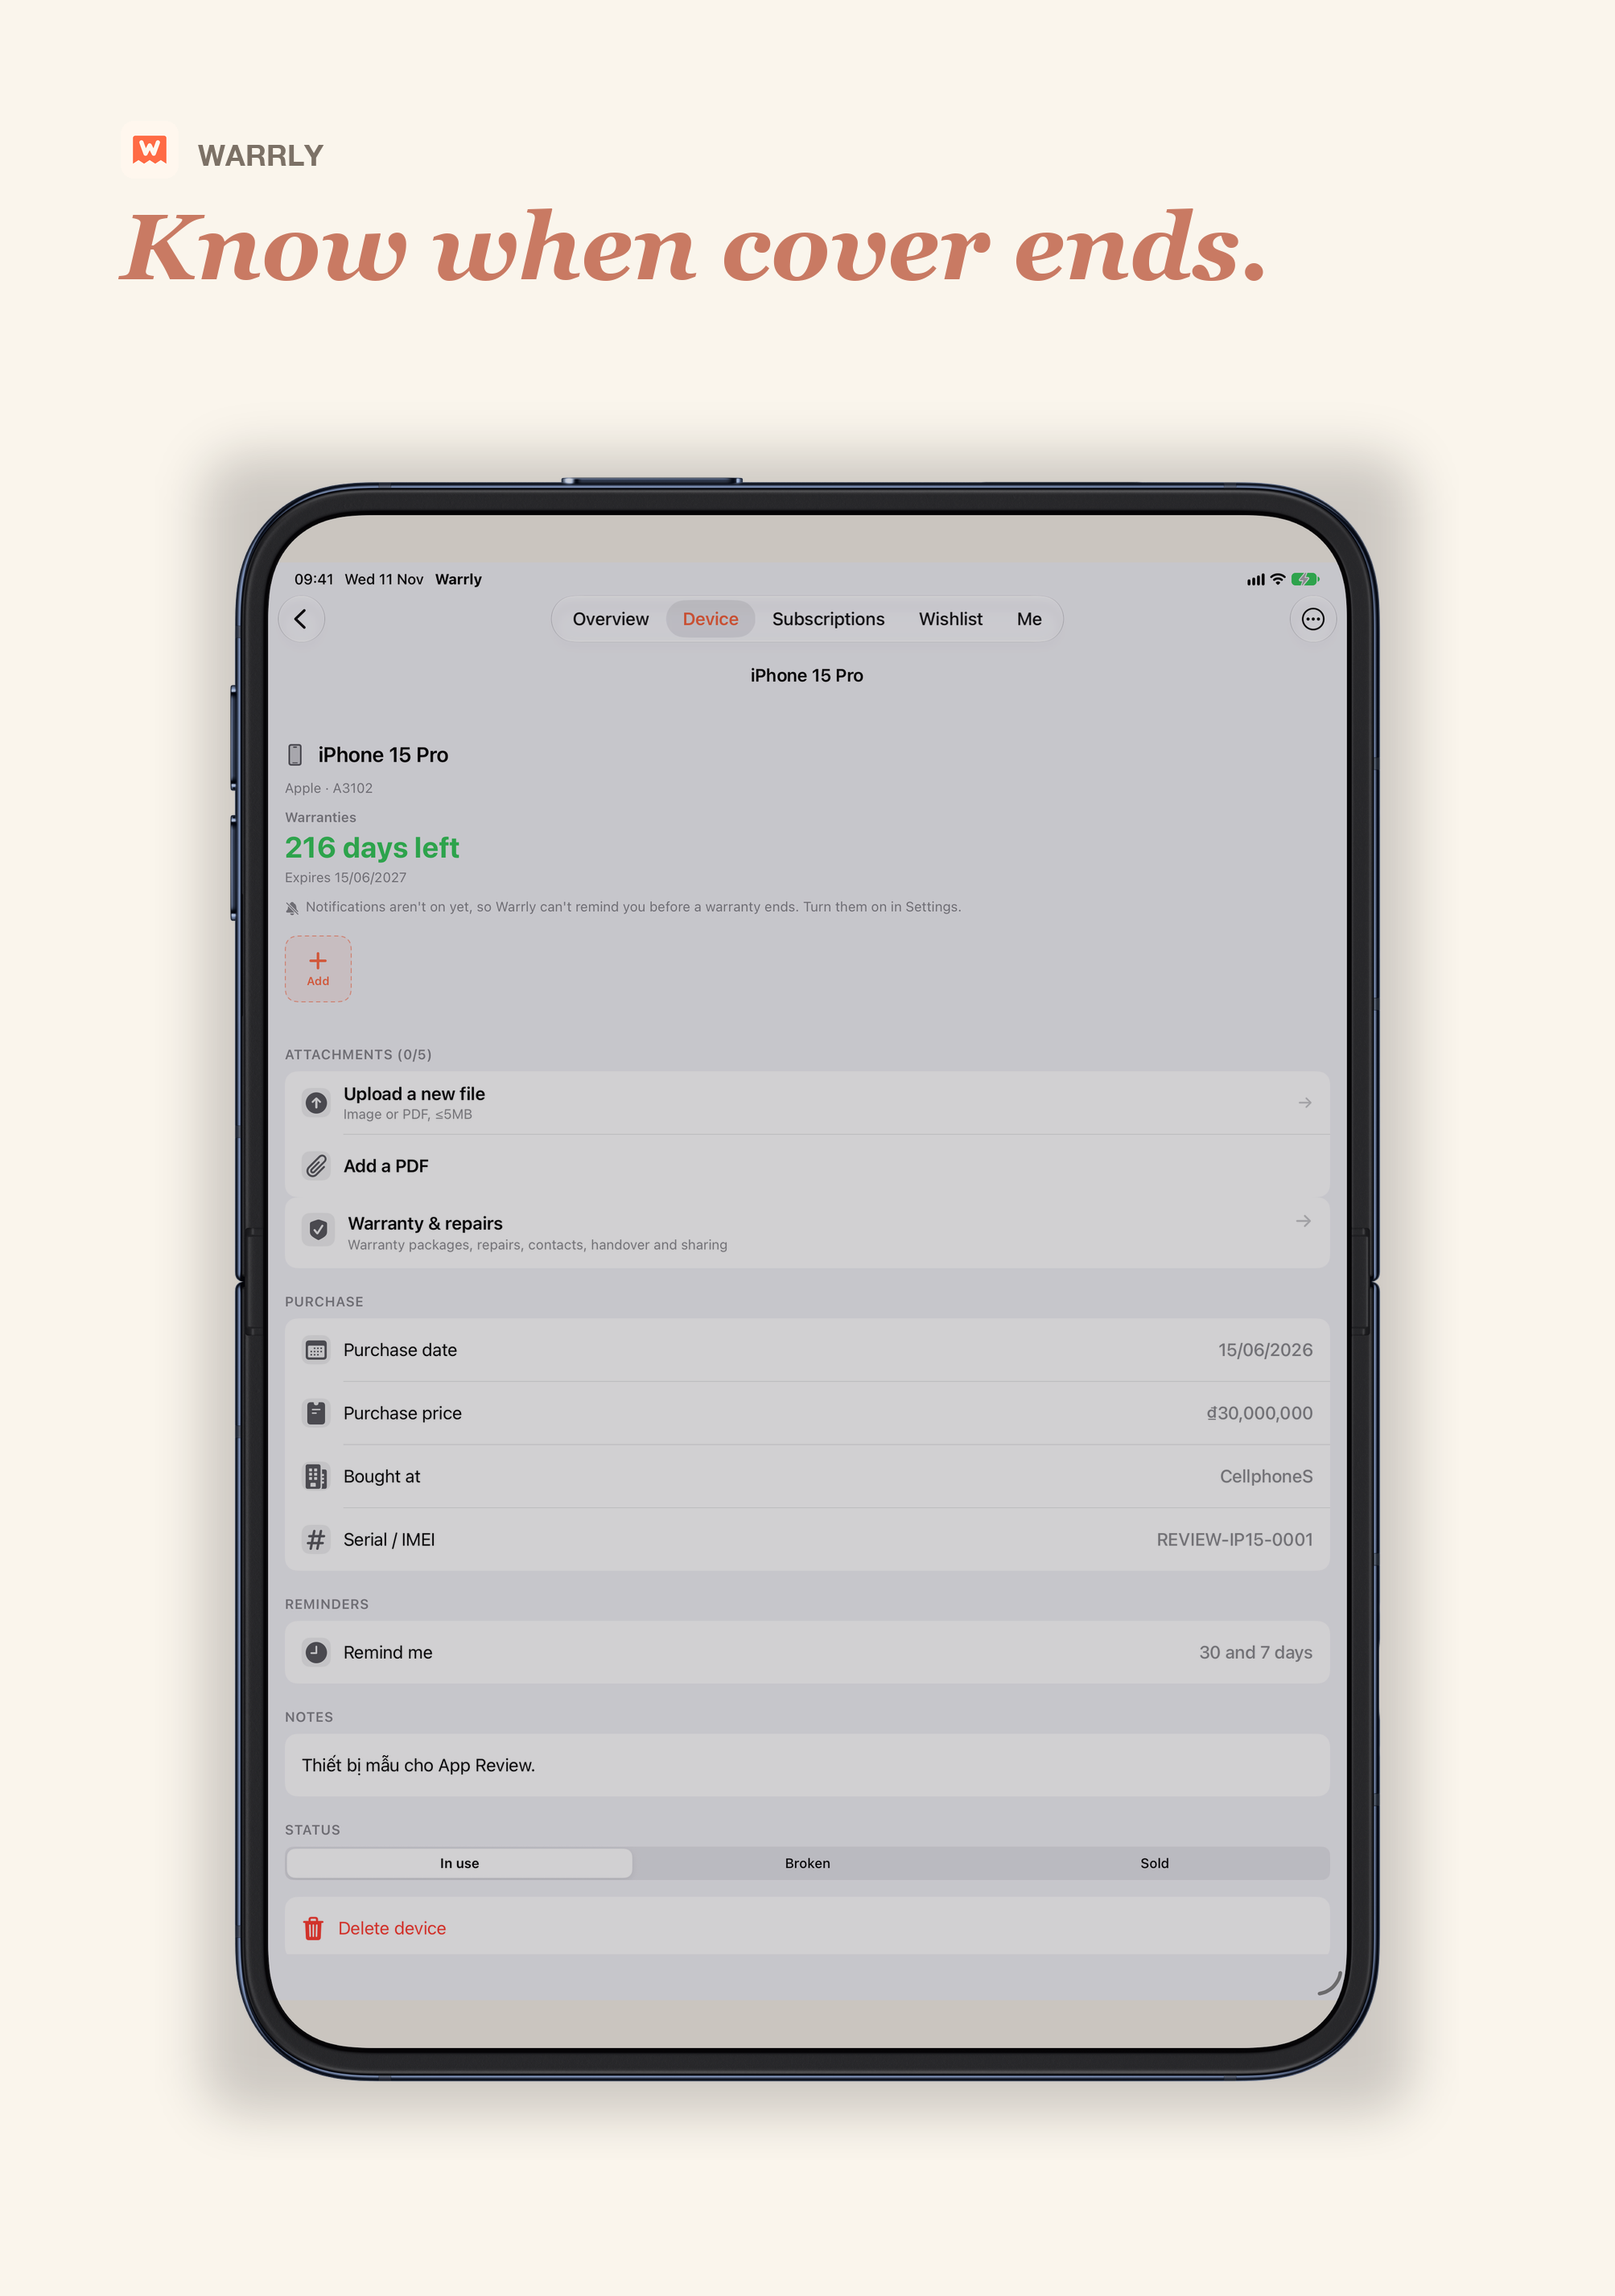 WARRLY
Know when cover ends.
09:41 Wed 11 Nov Warrly
Overview Device Subscriptions Wishlist Me
iPhone 15 Pro
iPhone 15 Pro
Apple · A3102
Warranties
216 days left
Expires 15/06/2027
Notifications aren't on yet, so Warrly can't remind you before a warranty ends. Turn them on in Settings.
Add
ATTACHMENTS (0/5)
Upload a new file
Image or PDF, ≤5MB
Add a PDF
Warranty & repairs
Warranty packages, repairs, contacts, handover and sharing
PURCHASE
Purchase date 15/06/2026
Purchase price ₫30,000,000
Bought at CellphoneS
Serial / IMEI REVIEW-IP15-0001
REMINDERS
Remind me 30 and 7 days
NOTES
Thiết bị mẫu cho App Review.
STATUS
In use Broken Sold
Delete device